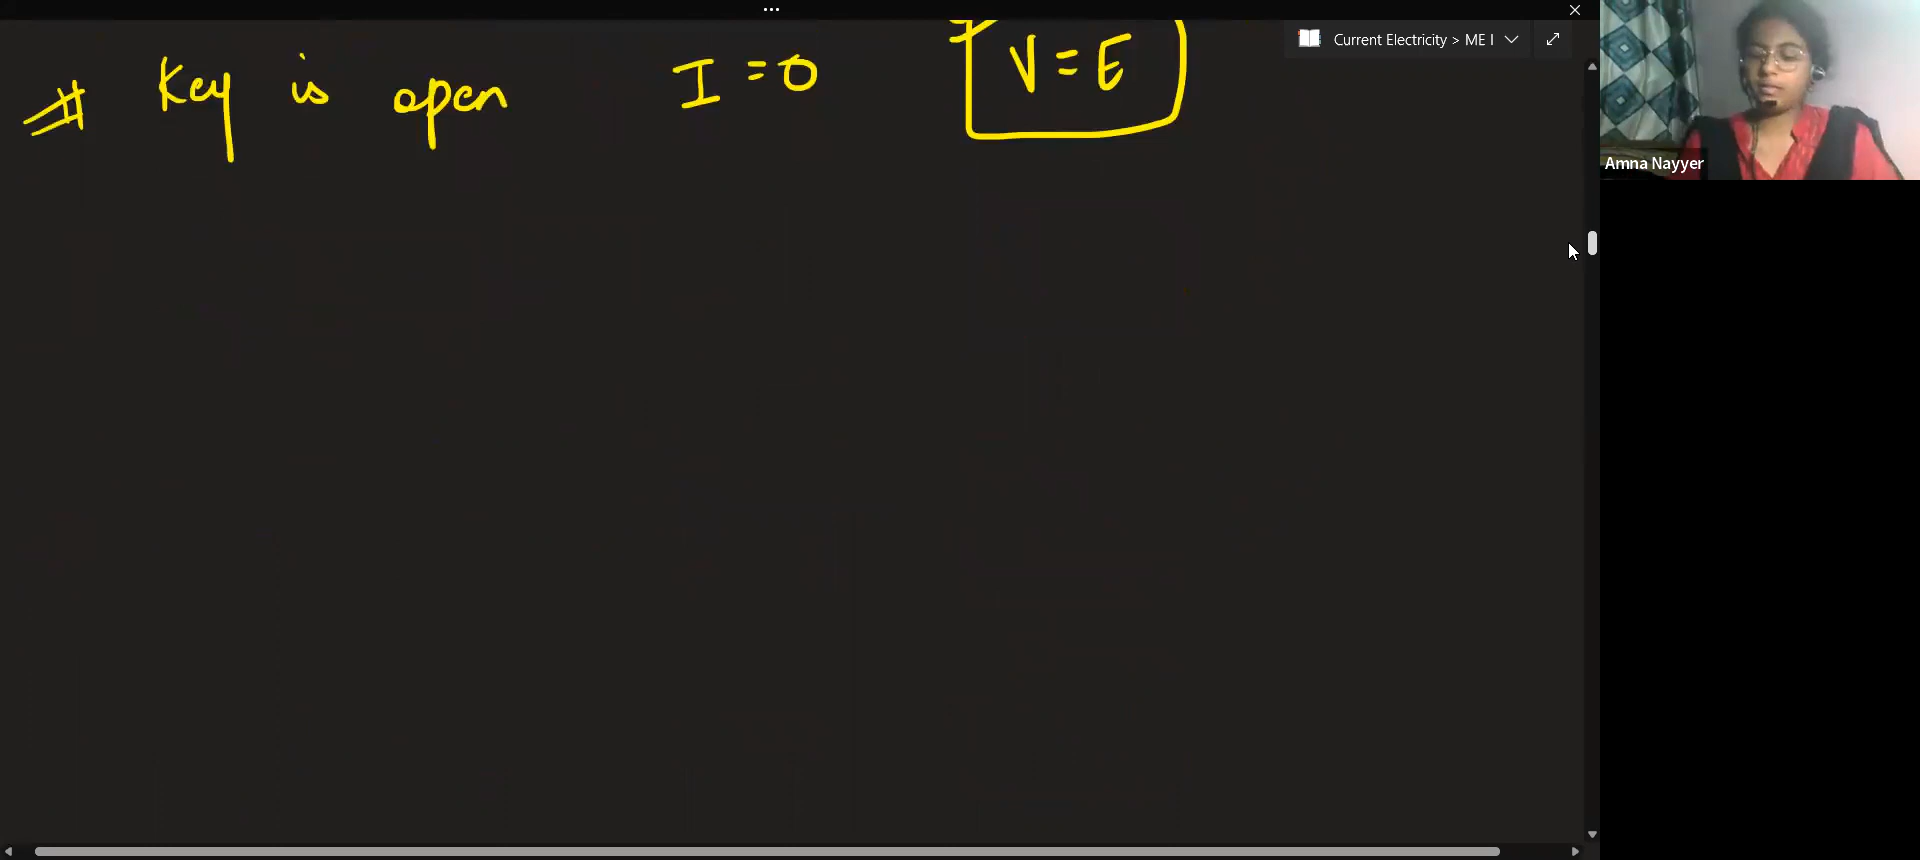 Current Electricity > ME I
# Key is open I = 0 V = E
Amna Nayyer